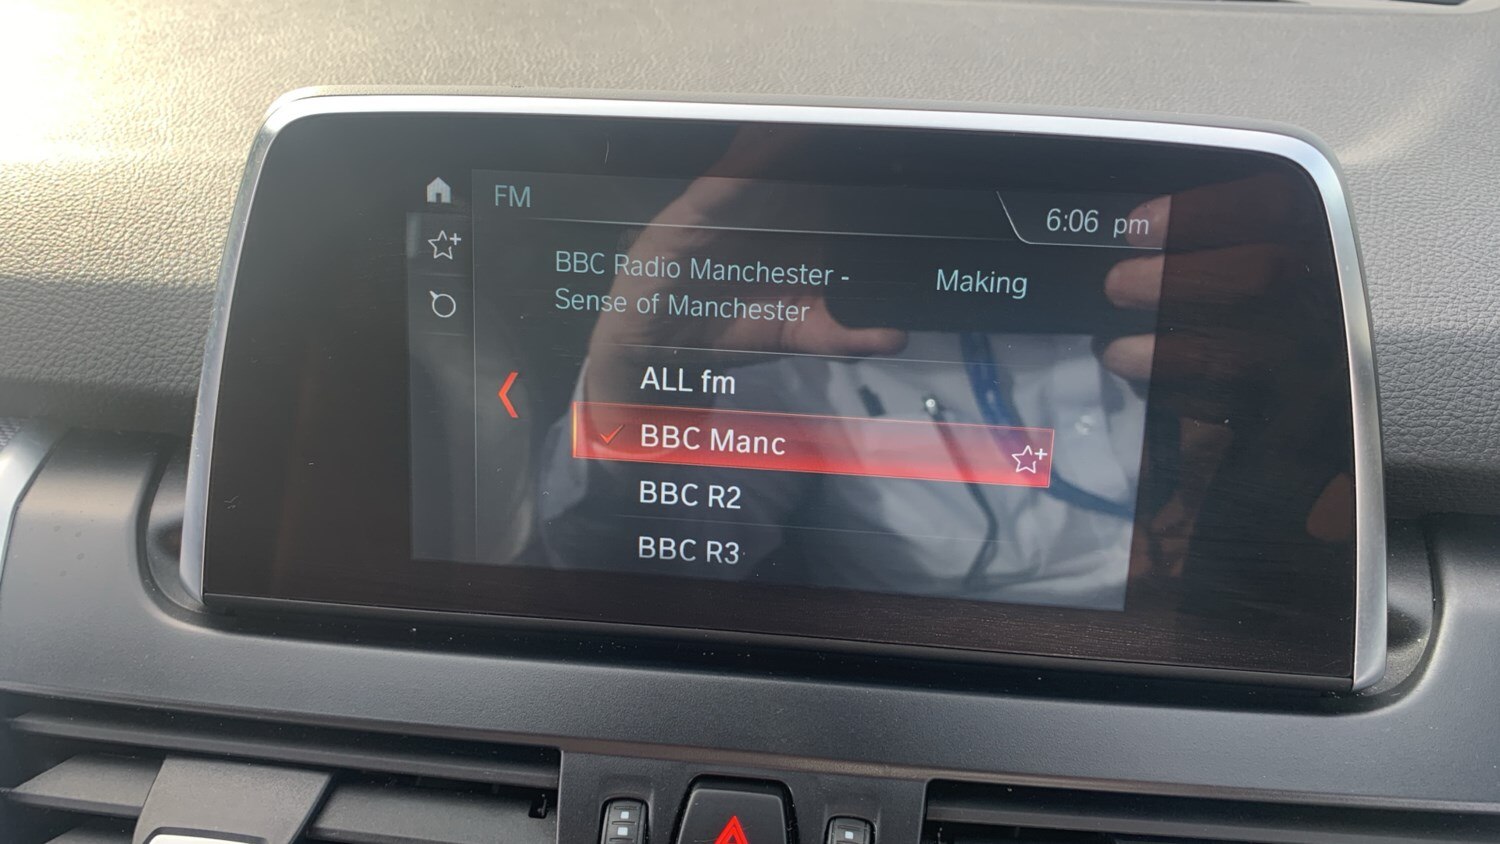 FM
6:06 pm
BBC Radio Manchester -
Making
Sense of Manchester
ALL fm
BBC Manc
BBC R2
BBC R3